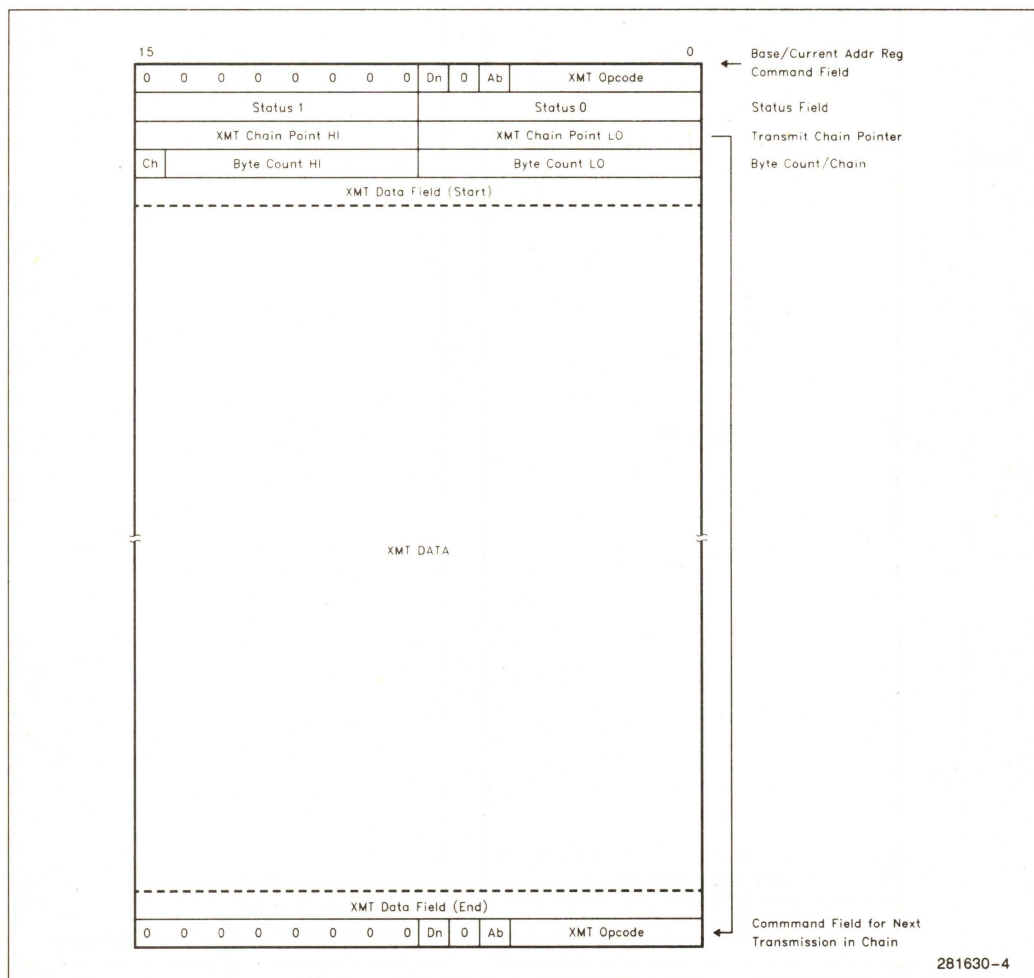 15 0
0 0 0 0 0 0 0 0 Dn 0 Ab XMT Opcode
Base/Current Addr Reg
Command Field
Status 1 Status 0 Status Field
XMT Chain Point HI XMT Chain Point LO Transmit Chain Pointer
Ch Byte Count HI Byte Count LO Byte Count/Chain
XMT Data Field (Start)
XMT DATA
XMT Data Field (End)
0 0 0 0 0 0 0 0 Dn 0 Ab XMT Opcode
Commmand Field for Next
Transmission in Chain
281630-4